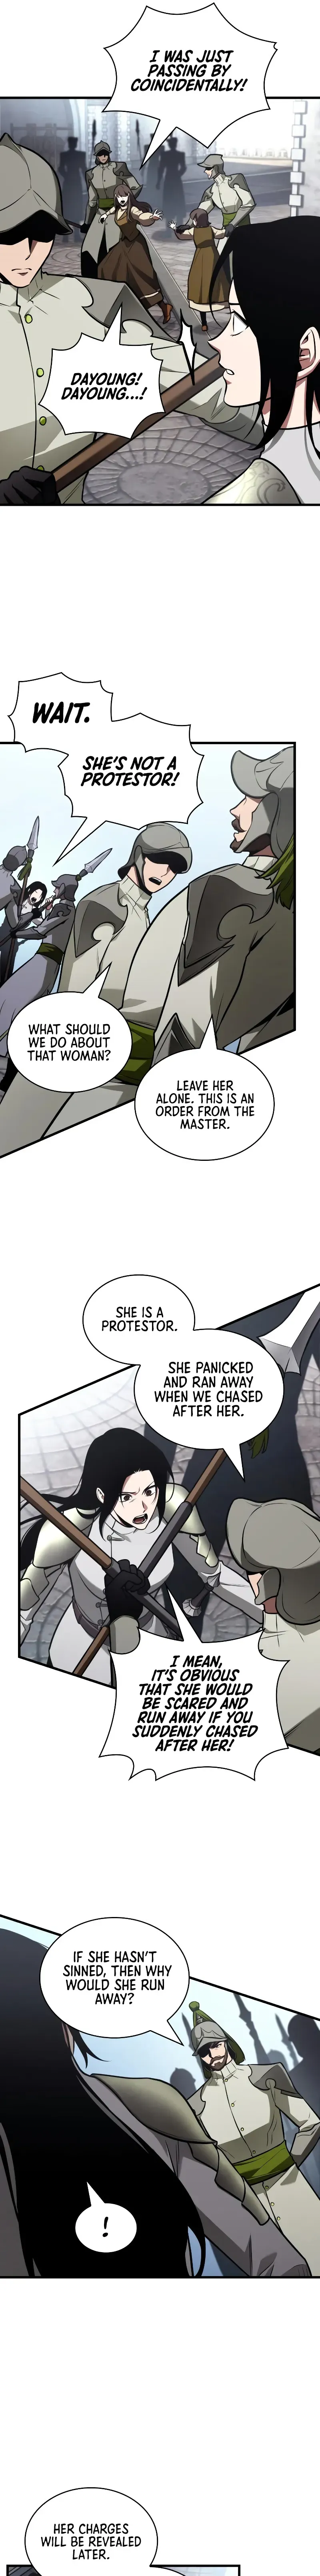 I WAS JUST
PASSING BY
COINCIDENTALLY!
DAYOUNG!
DAYOUNG...!
WAIT.
SHE'S NOT A
PROTESTOR!
WHAT SHOULD
WE DO ABOUT
THAT WOMAN?
LEAVE HER
ALONE. THIS IS AN
ORDER FROM THE
MASTER.
SHE IS A
PROTESTOR.
SHE PANICKED
AND RAN AWAY
WHEN WE CHASED
AFTER HER.
I MEAN,
IT'S OBVIOUS
THAT SHE WOULD
BE SCARED AND
RUN AWAY IF YOU
SUDDENLY CHASED
AFTER HER!
IF SHE HASN'T
SINNED, THEN WHY
WOULD SHE RUN
AWAY?
!
HER CHARGES
WILL BE REVEALED
LATER.